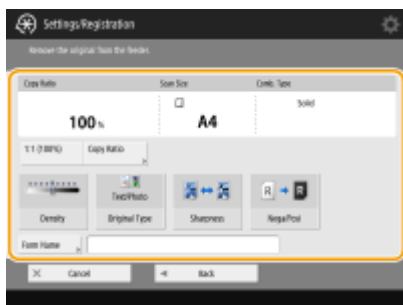 Settings/Registration
Remove the original from the feeder.
Copy Ratio Scan Size Comb. Type
100 % A4 Solid
1:1 (100%) Copy Ratio
Text/Photo R R
Density Original Type Sharpness Nega/Posi
Form Name
Cancel Back